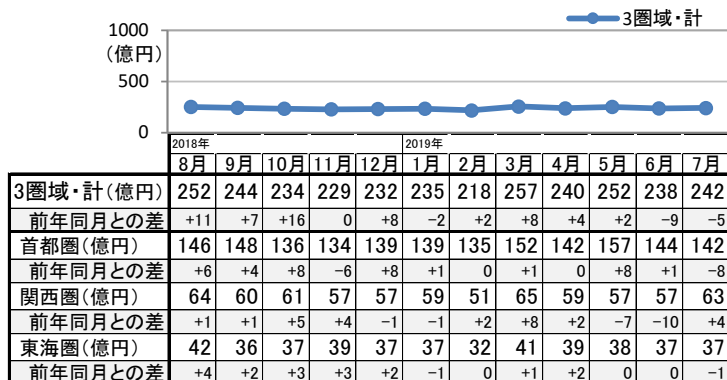 3圏域・計
1000
(億円)
500
0
2018年 2019年
8月 9月 10月 11月 12月 1月 2月 3月 4月 5月 6月 7月
3圏域・計(億円) 252 244 234 229 232 235 218 257 240 252 238 242
前年同月との差 +11 +7 +16 0 +8 −2 +2 +8 +4 +2 −9 −5
首都圏(億円) 146 148 136 134 139 139 135 152 142 157 144 142
前年同月との差 +6 +4 +8 −6 +8 +1 0 +1 0 +8 +1 −8
関西圏(億円) 64 60 61 57 57 59 51 65 59 57 57 63
前年同月との差 +1 +1 +5 +4 −1 −1 +2 +8 +2 −7 −10 +4
東海圏(億円) 42 36 37 39 37 37 32 41 39 38 37 37
前年同月との差 +4 +2 +3 +3 +2 −1 0 +1 +2 0 0 −1